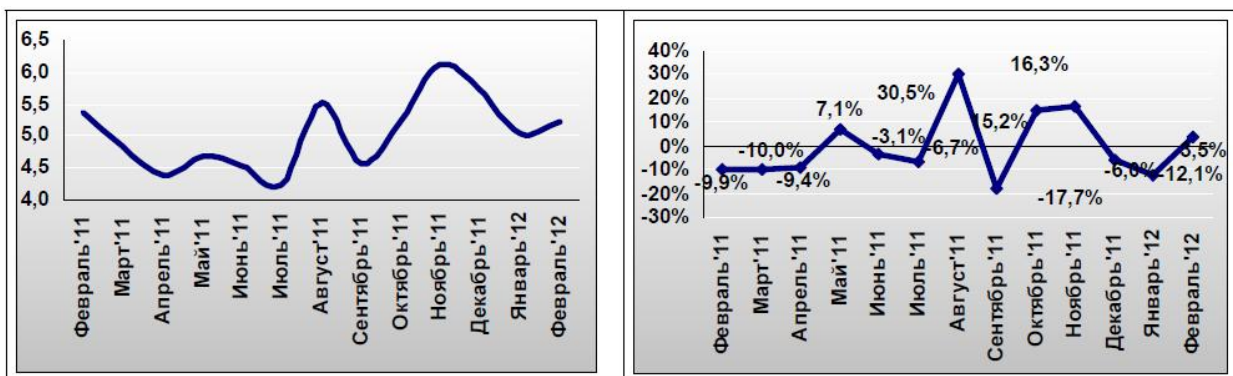 6,5
6,0
5,5
5,0
4,5
4,0
Февраль'11
Март'11
Апрель'11
Май'11
Июнь'11
Июль'11
Август'11
Сентябрь'11
Октябрь'11
Ноябрь'11
Декабрь'11
Январь'12
Февраль'12
40%
30%
20%
10%
0%
-10%
-20%
-30%
-9,9%
-10,0%
-9,4%
7,1%
-3,1%
-6,7%
30,5%
-17,7%
15,2%
16,3%
-6,0%
-12,1%
3,5%
Февраль'11
Март'11
Апрель'11
Май'11
Июнь'11
Июль'11
Август'11
Сентябрь'11
Октябрь'11
Ноябрь'11
Декабрь'11
Январь'12
Февраль'12